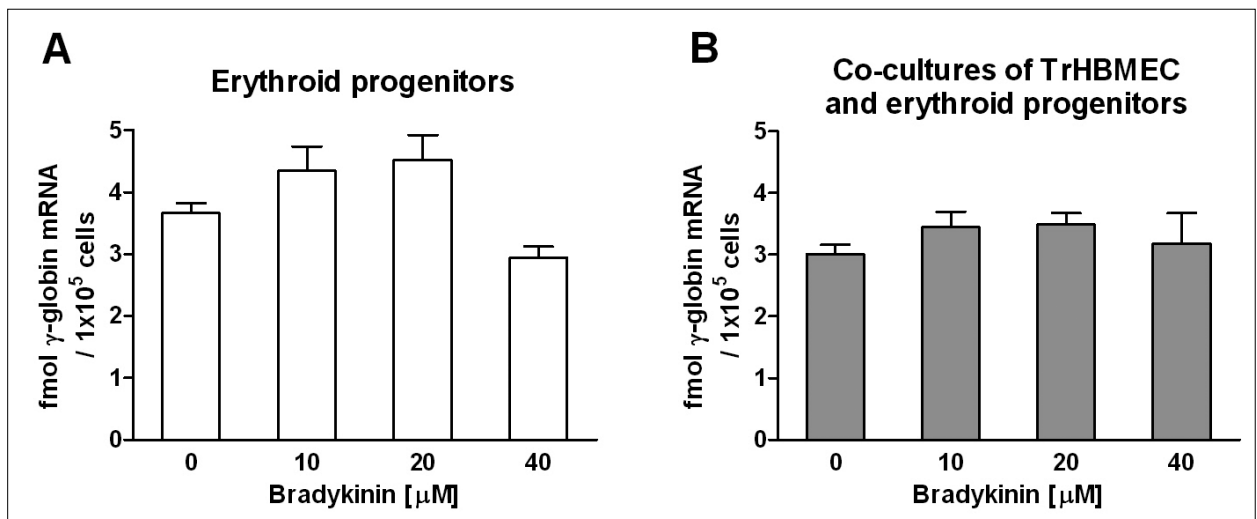 A
Erythroid progenitors
fmol γ-globin mRNA
/ 1x10⁵ cells
5
4
3
2
1
0
0 10 20 40
Bradykinin [μM]
B
Co-cultures of TrHBMEC
and erythroid progenitors
fmol γ-globin mRNA
/ 1x10⁵ cells
5
4
3
2
1
0
0 10 20 40
Bradykinin [μM]